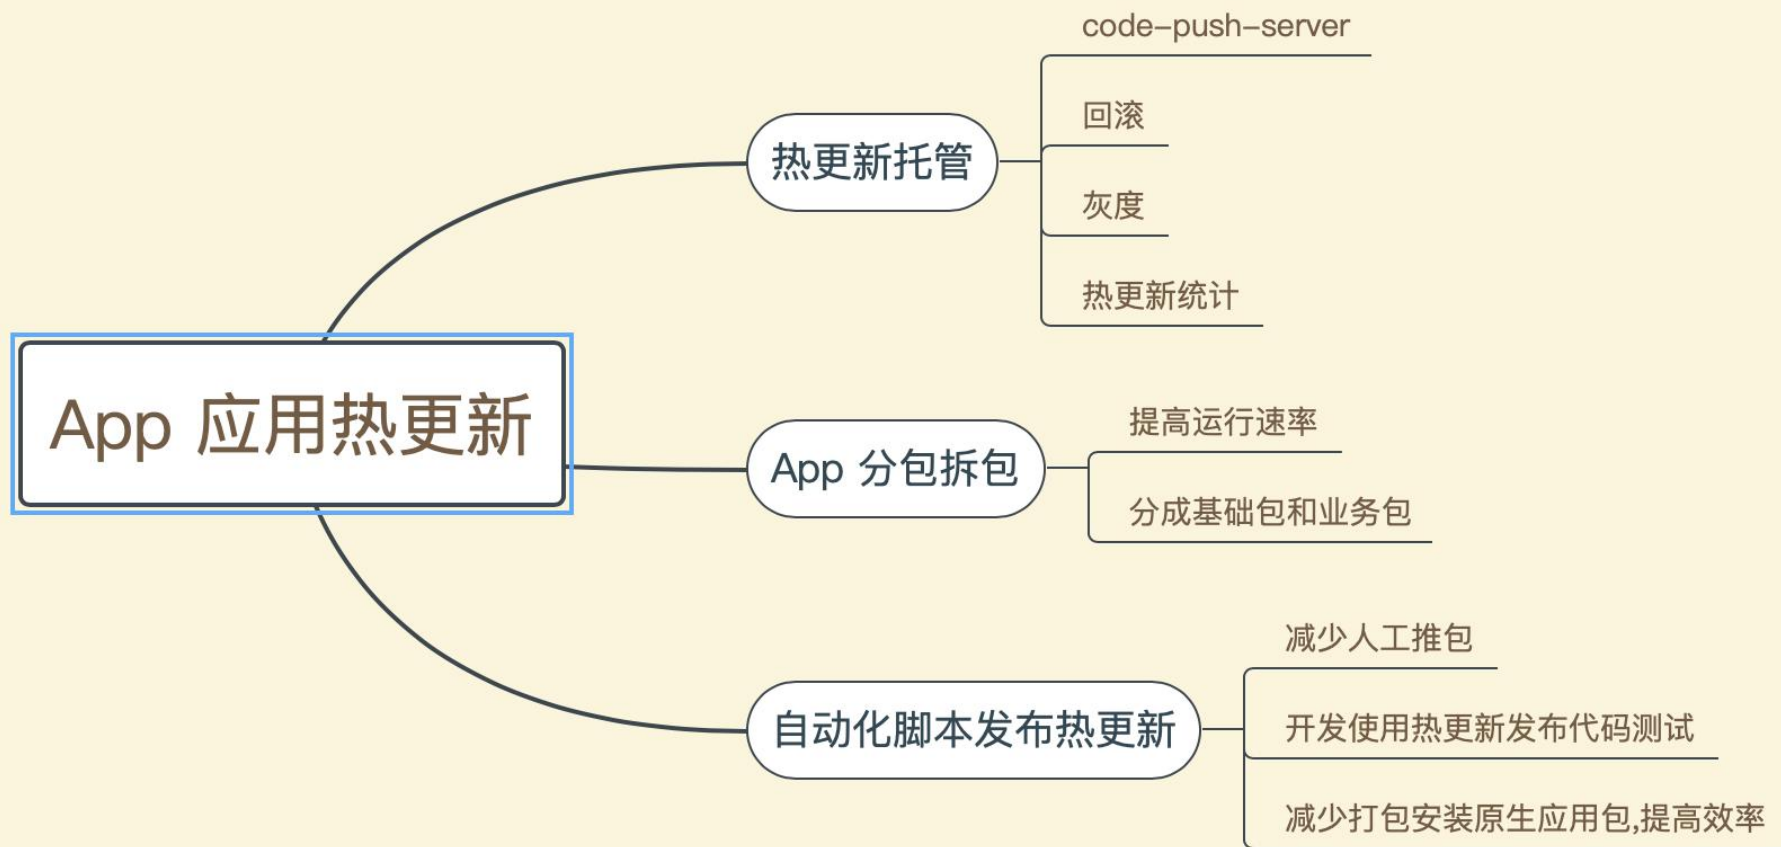 App 应用热更新
热更新托管
code-push-server
回滚
灰度
热更新统计
App 分包拆包
提高运行速率
分成基础包和业务包
自动化脚本发布热更新
减少人工推包
开发使用热更新发布代码测试
减少打包安装原生应用包,提高效率